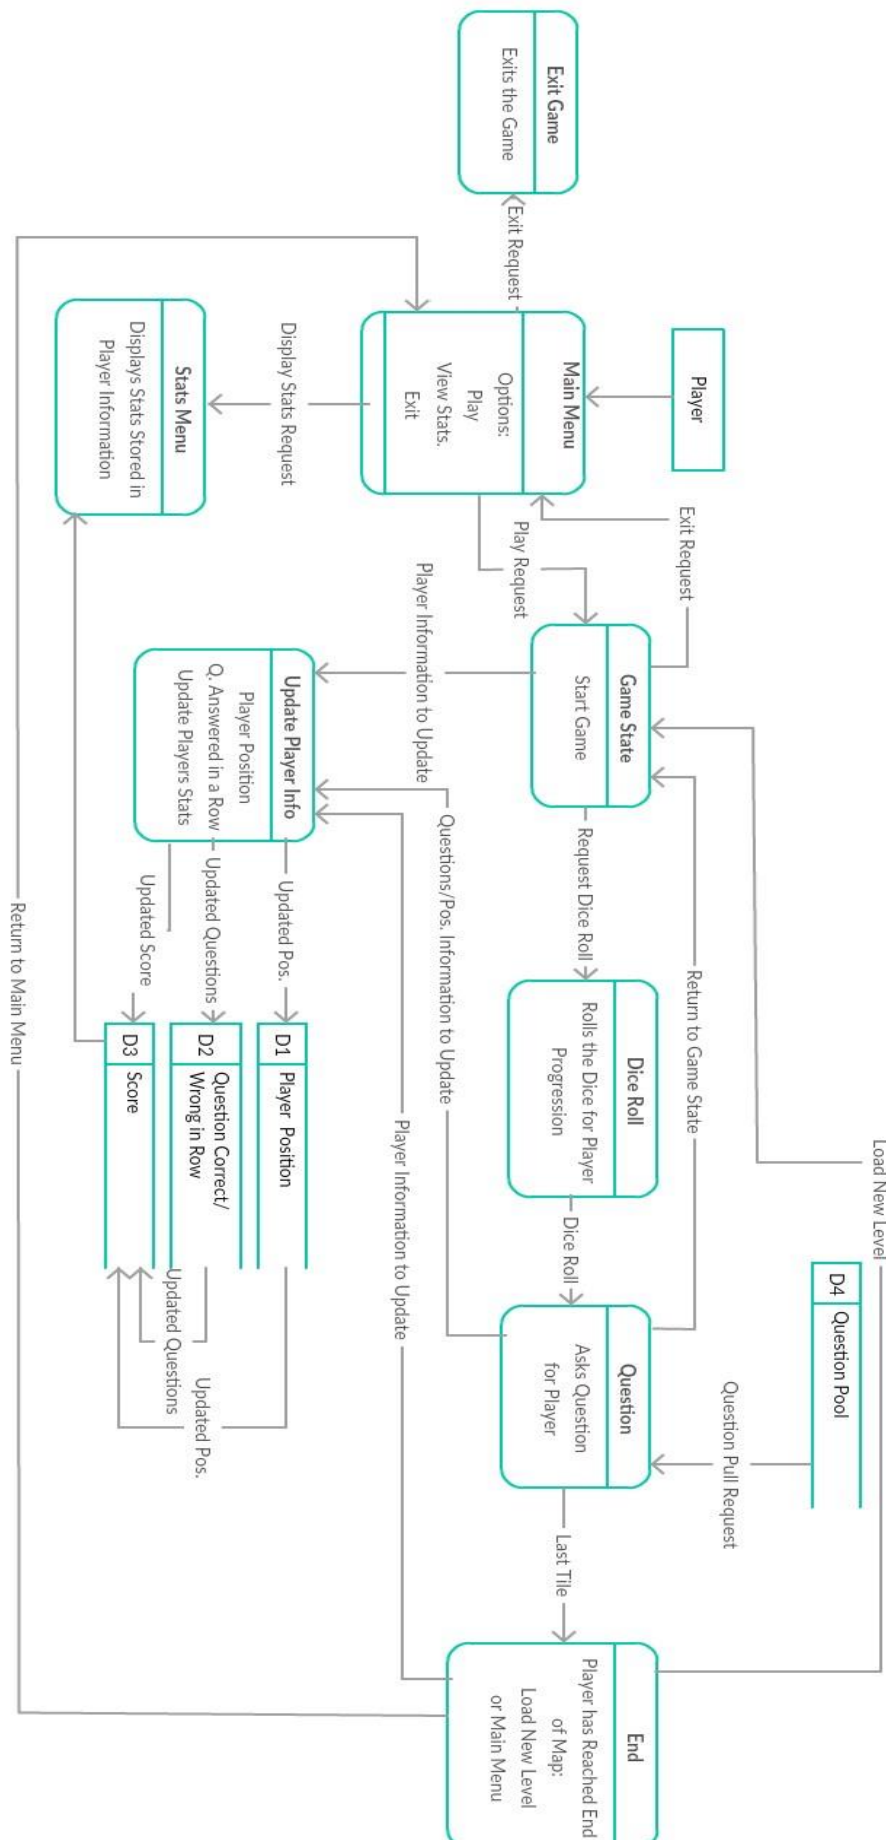 Exit Game
Exits the Game
Exit Request
Player
Main Menu
Options:
Play
View Stats.
Exit
Display Stats Request
Stats Menu
Displays Stats Stored in
Player Information
Exit Request
Play Request
Game State
Start Game
Player Information to Update
Update Player Info
Player Position
Q. Answered in a Row
Update Players Stats
Request Dice Roll
Questions/Pos. Information to Update
Updated Pos.
Updated Questions
Updated Score
Return to Main Menu
Return to Game State
Dice Roll
Rolls the Dice for Player
Progression
D1 Player Position
D2 Question Correct/
Wrong in Row
D3 Score
Load New Level
Dice Roll
Player Information to Update
Updated Questions
Updated Pos.
D4 Question Pool
Question Pull Request
Question
Asks Question
for Player
Last Tile
End
Player has Reached End
of Map:
Load New Level
or Main Menu